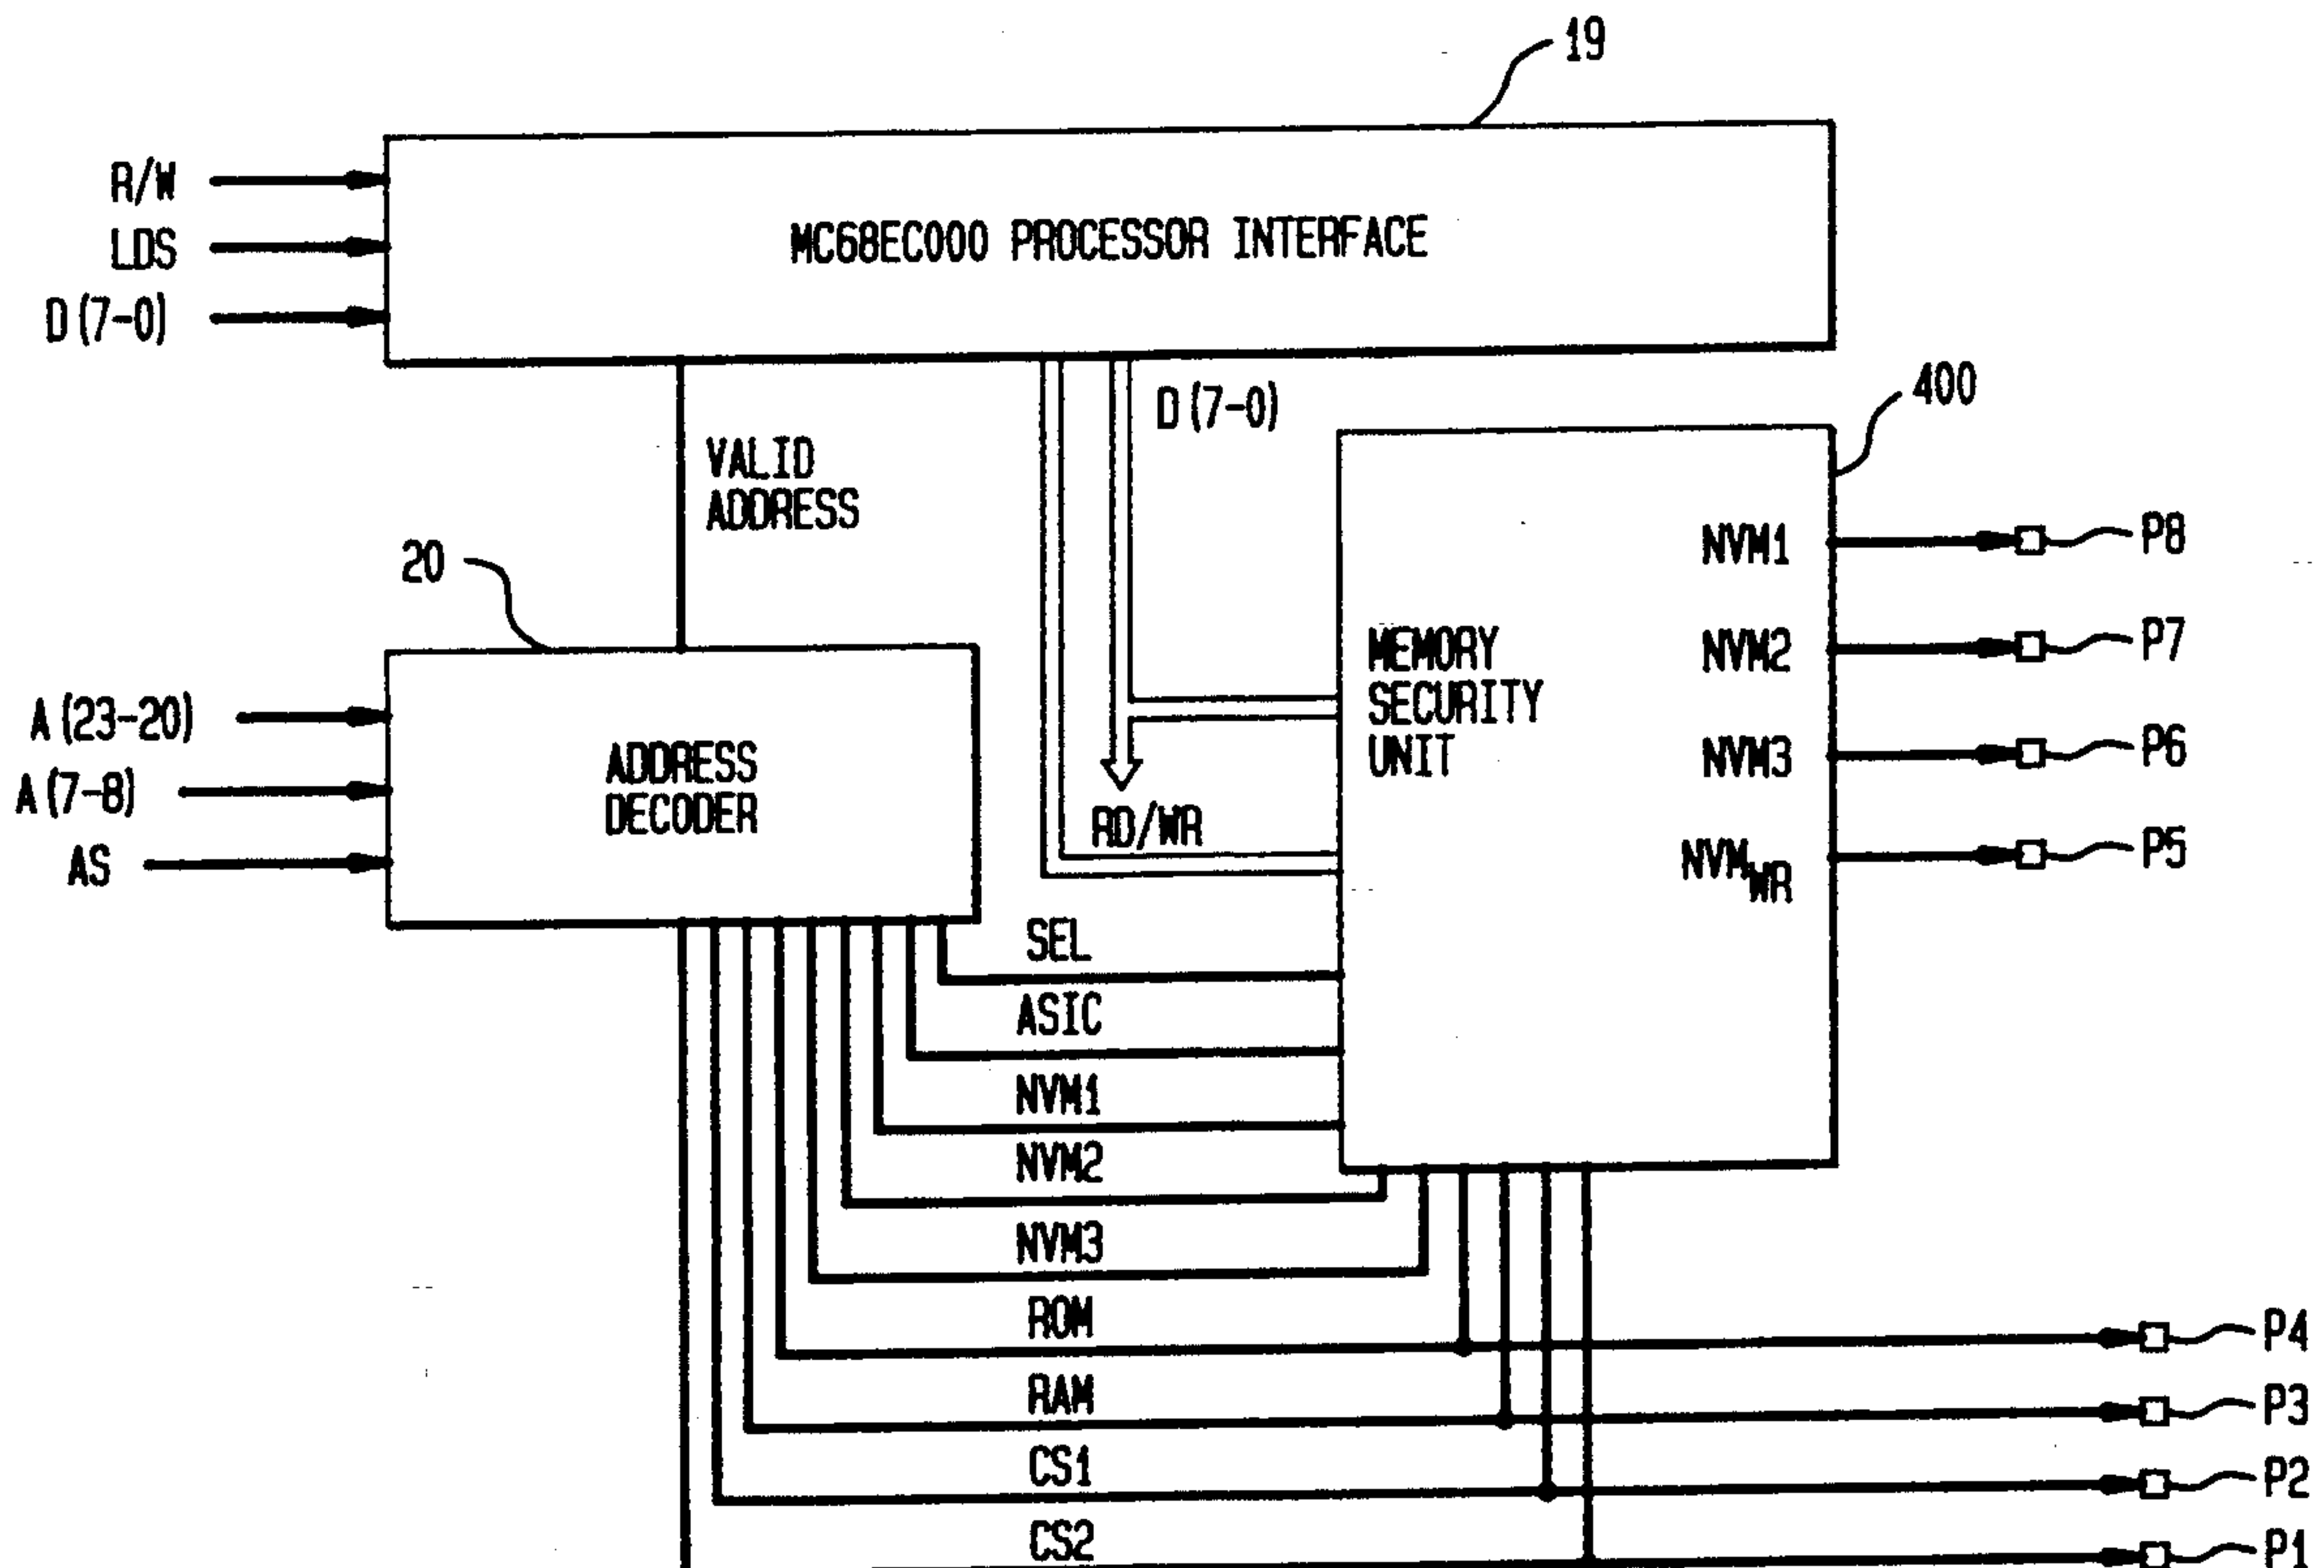 19
R/W
LDS
D(7-0)
MC68EC000 PROCESSOR INTERFACE
D(7-0)
400
VALID
ADDRESS
20
NVM1
P8
MEMORY
SECURITY
UNIT
NVM2
P7
NVM3
P6
NVMWR
P5
A(23-20)
A(7-8)
AS
ADDRESS
DECODER
RD/WR
SEL
ASIC
NVM1
NVM2
NVM3
ROM
P4
RAM
P3
CS1
P2
CS2
P1